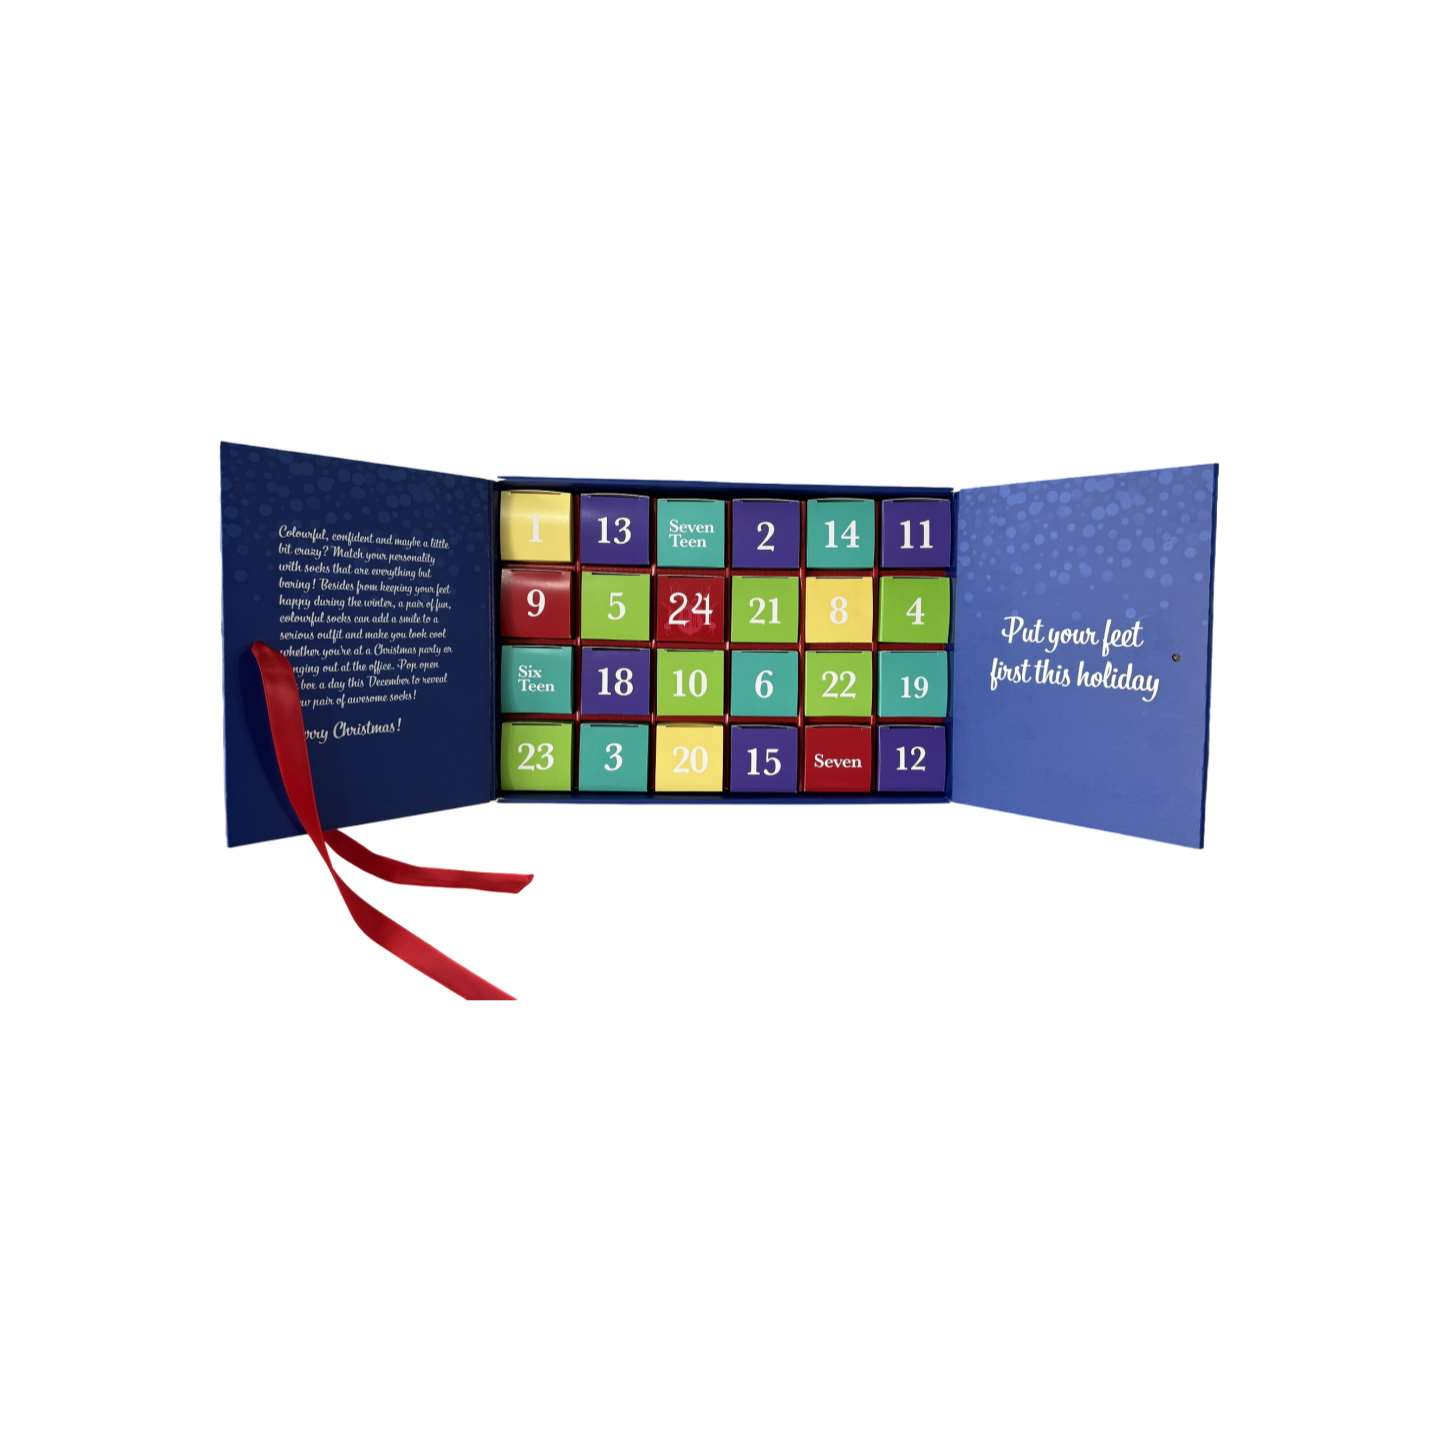 Colourful, confident and maybe a little
bit crazy? Match your personality
with socks that are everything but
boring! Besides from keeping your feet
happy during the winter, a pair of fun,
colourful socks can add a smile to a
serious outfit and make you look cool
whether you're at a Christmas party or
out at the office. Pop open
box a day this December to reveal
pair of awesome socks!
Christmas!
1 13 Seven Teen 2 14 11
9 5 24 21 8 4
Six Teen 18 10 6 22 19
23 3 20 15 Seven 12
Put your feet
first this holiday